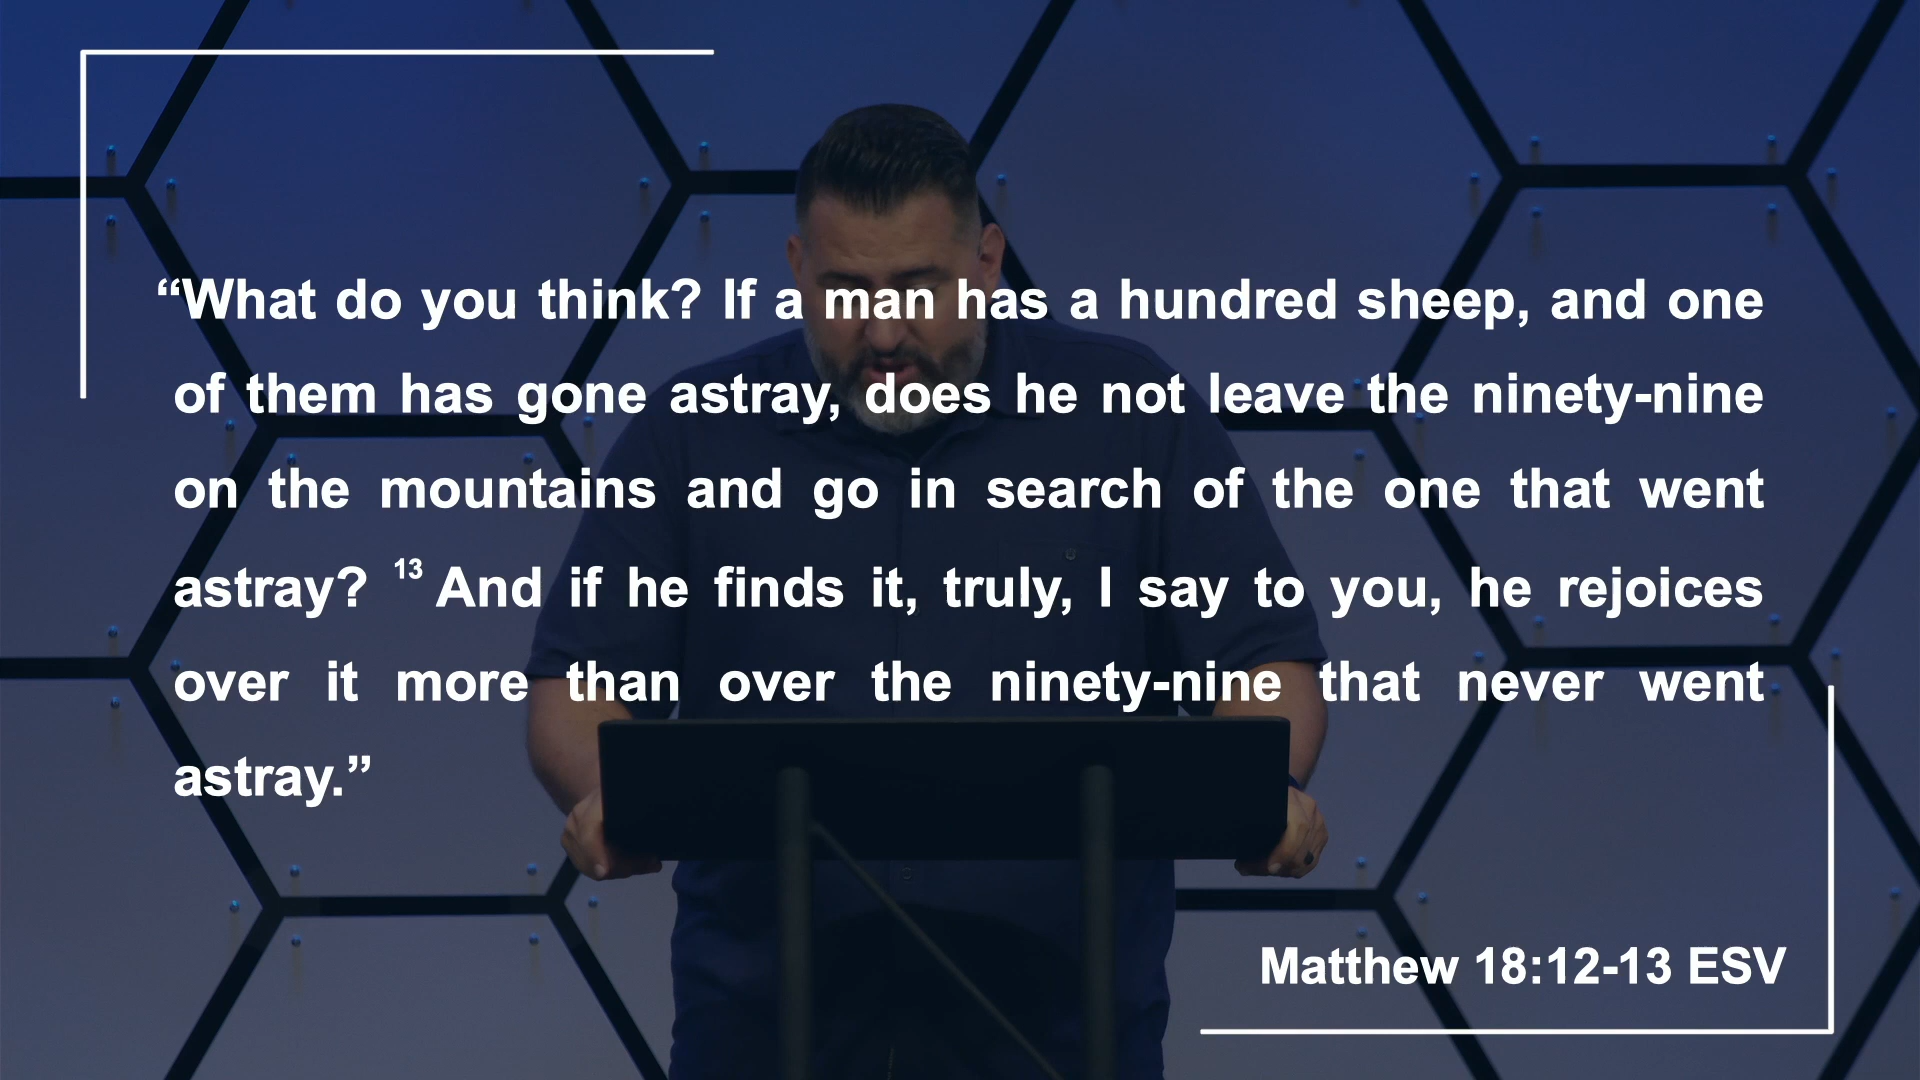 “What do you think? If a man has a hundred sheep, and one
of them has gone astray, does he not leave the ninety-nine
on the mountains and go in search of the one that went
astray? 13 And if he finds it, truly, I say to you, he rejoices
over it more than over the ninety-nine that never went
astray.”
Matthew 18:12-13 ESV